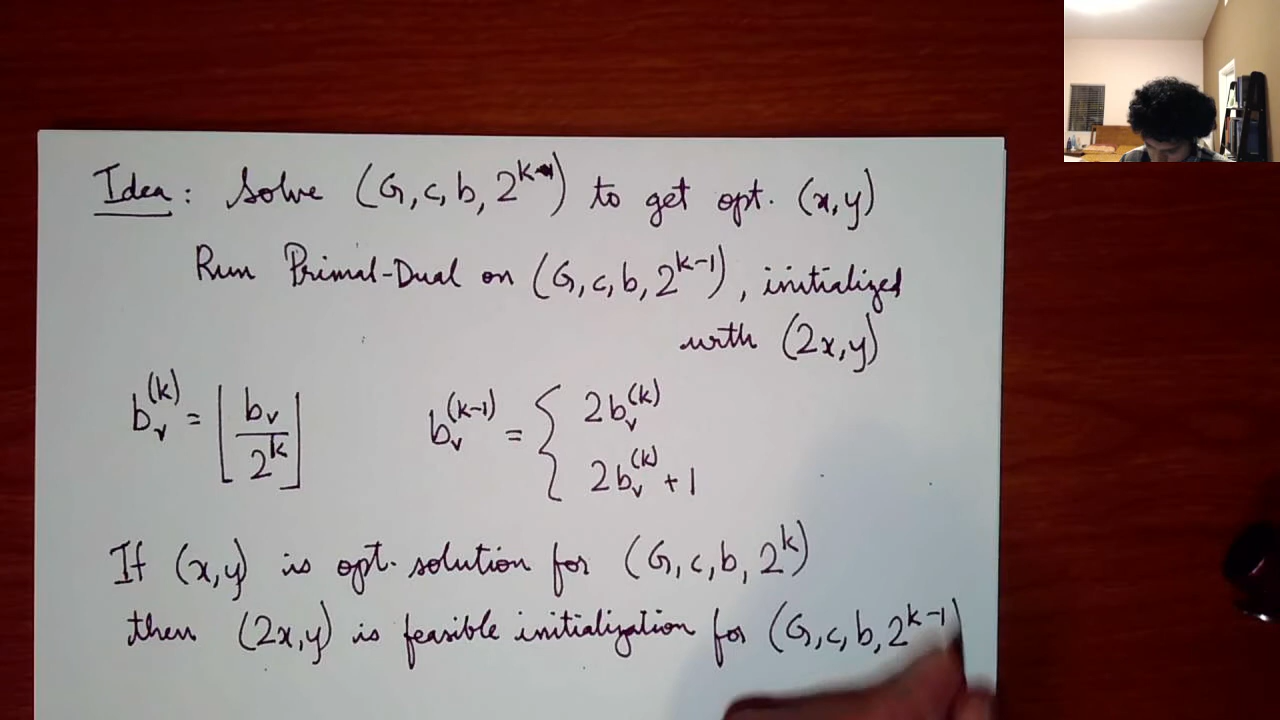 Idea: Solve (G, c, b, 2^k) to get opt. (x, y)
Run Primal-Dual on (G, c, b, 2^{k-1}), initialized
with (2x, y)
b_v^{(k)} = ⌊b_v / 2^k⌋   b_v^{(k-1)} = { 2b_v^{(k)}
2b_v^{(k)} + 1
If (x, y) is opt. solution for (G, c, b, 2^k)
then (2x, y) is feasible initialization for (G, c, b, 2^{k-1})